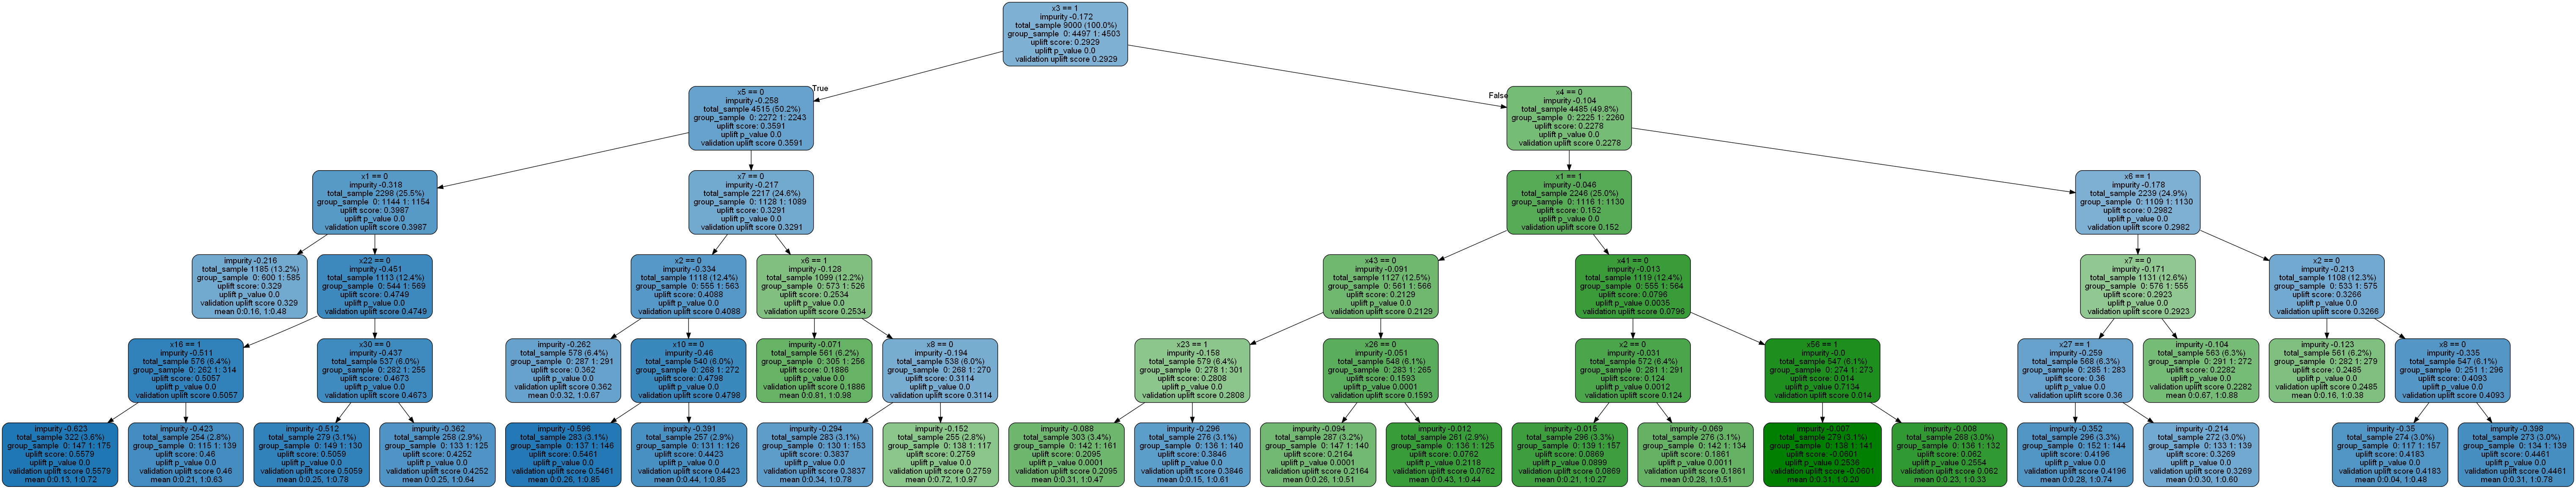 x3 == 1
impurity -0.172
total_sample 9000 (100.0%)
group_sample 0: 4497 1: 4503
uplift score: 0.2929
uplift p_value 0.0
validation uplift score 0.2929
True
False
x5 == 0
impurity -0.258
total_sample 4515 (50.2%)
group_sample 0: 2272 1: 2243
uplift score: 0.3591
uplift p_value 0.0
validation uplift score 0.3591
x4 == 0
impurity -0.104
total_sample 4485 (49.8%)
group_sample 0: 2225 1: 2260
uplift score: 0.2278
uplift p_value 0.0
validation uplift score 0.2278
x1 == 0
impurity -0.318
total_sample 2298 (25.5%)
group_sample 0: 1144 1: 1154
uplift score: 0.3987
uplift p_value 0.0
validation uplift score 0.3987
x7 == 0
impurity -0.217
total_sample 2217 (24.6%)
group_sample 0: 1128 1: 1089
uplift score: 0.3291
uplift p_value 0.0
validation uplift score 0.3291
x1 == 1
impurity -0.046
total_sample 2246 (25.0%)
group_sample 0: 1116 1: 1130
uplift score: 0.152
uplift p_value 0.0
validation uplift score 0.152
x6 == 1
impurity -0.178
total_sample 2239 (24.9%)
group_sample 0: 1109 1: 1130
uplift score: 0.2982
uplift p_value 0.0
validation uplift score 0.2982
impurity -0.216
total_sample 1185 (13.2%)
group_sample 0: 600 1: 585
uplift score: 0.329
uplift p_value 0.0
validation uplift score 0.329
mean 0:0.16, 1:0.48
x22 == 0
impurity -0.451
total_sample 1113 (12.4%)
group_sample 0: 544 1: 569
uplift score: 0.4749
uplift p_value 0.0
validation uplift score 0.4749
x2 == 0
impurity -0.334
total_sample 1118 (12.4%)
group_sample 0: 555 1: 563
uplift score: 0.4088
uplift p_value 0.0
validation uplift score 0.4088
x6 == 1
impurity -0.128
total_sample 1099 (12.2%)
group_sample 0: 573 1: 526
uplift score: 0.2534
uplift p_value 0.0
validation uplift score 0.2534
x43 == 0
impurity -0.091
total_sample 1127 (12.5%)
group_sample 0: 561 1: 566
uplift score: 0.2129
uplift p_value 0.0
validation uplift score 0.2129
x41 == 0
impurity -0.013
total_sample 1119 (12.4%)
group_sample 0: 555 1: 564
uplift score: 0.0796
uplift p_value 0.0035
validation uplift score 0.0796
x7 == 0
impurity -0.171
total_sample 1131 (12.6%)
group_sample 0: 576 1: 555
uplift score: 0.2923
uplift p_value 0.0
validation uplift score 0.2923
x2 == 0
impurity -0.213
total_sample 1108 (12.3%)
group_sample 0: 533 1: 575
uplift score: 0.3266
uplift p_value 0.0
validation uplift score 0.3266
x16 == 1
impurity -0.511
total_sample 576 (6.4%)
group_sample 0: 262 1: 314
uplift score: 0.5057
uplift p_value 0.0
validation uplift score 0.5057
x30 == 0
impurity -0.437
total_sample 537 (6.0%)
group_sample 0: 282 1: 255
uplift score: 0.4673
uplift p_value 0.0
validation uplift score 0.4673
impurity -0.262
total_sample 578 (6.4%)
group_sample 0: 287 1: 291
uplift score: 0.362
uplift p_value 0.0
validation uplift score 0.362
mean 0:0.32, 1:0.67
x10 == 0
impurity -0.46
total_sample 540 (6.0%)
group_sample 0: 268 1: 272
uplift score: 0.4798
uplift p_value 0.0
validation uplift score 0.4798
impurity -0.071
total_sample 561 (6.2%)
group_sample 0: 305 1: 256
uplift score: 0.1886
uplift p_value 0.0
validation uplift score 0.1886
mean 0:0.81, 1:0.98
x8 == 0
impurity -0.194
total_sample 538 (6.0%)
group_sample 0: 268 1: 270
uplift score: 0.3114
uplift p_value 0.0
validation uplift score 0.3114
x23 == 1
impurity -0.158
total_sample 579 (6.4%)
group_sample 0: 278 1: 301
uplift score: 0.2808
uplift p_value 0.0
validation uplift score 0.2808
x26 == 0
impurity -0.051
total_sample 548 (6.1%)
group_sample 0: 283 1: 265
uplift score: 0.1593
uplift p_value 0.0001
validation uplift score 0.1593
x2 == 0
impurity -0.031
total_sample 572 (6.4%)
group_sample 0: 281 1: 291
uplift score: 0.124
uplift p_value 0.0012
validation uplift score 0.124
x56 == 1
impurity -0.0
total_sample 547 (6.1%)
group_sample 0: 274 1: 273
uplift score: 0.014
uplift p_value 0.7134
validation uplift score 0.014
x27 == 1
impurity -0.259
total_sample 568 (6.3%)
group_sample 0: 285 1: 283
uplift score: 0.36
uplift p_value 0.0
validation uplift score 0.36
impurity -0.104
total_sample 563 (6.3%)
group_sample 0: 291 1: 272
uplift score: 0.2282
uplift p_value 0.0
validation uplift score 0.2282
mean 0:0.67, 1:0.88
impurity -0.123
total_sample 561 (6.2%)
group_sample 0: 282 1: 279
uplift score: 0.2485
uplift p_value 0.0
validation uplift score 0.2485
mean 0:0.16, 1:0.38
x8 == 0
impurity -0.335
total_sample 547 (6.1%)
group_sample 0: 251 1: 296
uplift score: 0.4093
uplift p_value 0.0
validation uplift score 0.4093
impurity -0.623
total_sample 322 (3.6%)
group_sample 0: 147 1: 175
uplift score: 0.5579
uplift p_value 0.0
validation uplift score 0.5579
mean 0:0.13, 1:0.72
impurity -0.423
total_sample 254 (2.8%)
group_sample 0: 115 1: 139
uplift score: 0.46
uplift p_value 0.0
validation uplift score 0.46
mean 0:0.21, 1:0.63
impurity -0.512
total_sample 279 (3.1%)
group_sample 0: 149 1: 130
uplift score: 0.5059
uplift p_value 0.0
validation uplift score 0.5059
mean 0:0.25, 1:0.78
impurity -0.362
total_sample 258 (2.9%)
group_sample 0: 133 1: 125
uplift score: 0.4252
uplift p_value 0.0
validation uplift score 0.4252
mean 0:0.25, 1:0.64
impurity -0.596
total_sample 283 (3.1%)
group_sample 0: 137 1: 146
uplift score: 0.5461
uplift p_value 0.0
validation uplift score 0.5461
mean 0:0.26, 1:0.85
impurity -0.391
total_sample 257 (2.9%)
group_sample 0: 131 1: 126
uplift score: 0.4423
uplift p_value 0.0
validation uplift score 0.4423
mean 0:0.44, 1:0.85
impurity -0.294
total_sample 283 (3.1%)
group_sample 0: 130 1: 153
uplift score: 0.3837
uplift p_value 0.0
validation uplift score 0.3837
mean 0:0.34, 1:0.78
impurity -0.152
total_sample 255 (2.8%)
group_sample 0: 138 1: 117
uplift score: 0.2759
uplift p_value 0.0
validation uplift score 0.2759
mean 0:0.72, 1:0.97
impurity -0.088
total_sample 303 (3.4%)
group_sample 0: 142 1: 161
uplift score: 0.2095
uplift p_value 0.0001
validation uplift score 0.2095
mean 0:0.31, 1:0.47
impurity -0.296
total_sample 276 (3.1%)
group_sample 0: 136 1: 140
uplift score: 0.3846
uplift p_value 0.0
validation uplift score 0.3846
mean 0:0.15, 1:0.61
impurity -0.094
total_sample 287 (3.2%)
group_sample 0: 147 1: 140
uplift score: 0.2164
uplift p_value 0.0001
validation uplift score 0.2164
mean 0:0.26, 1:0.51
impurity -0.012
total_sample 261 (2.9%)
group_sample 0: 136 1: 125
uplift score: 0.0762
uplift p_value 0.2118
validation uplift score 0.0762
mean 0:0.43, 1:0.44
impurity -0.015
total_sample 296 (3.3%)
group_sample 0: 139 1: 157
uplift score: 0.0869
uplift p_value 0.0899
validation uplift score 0.0869
mean 0:0.21, 1:0.27
impurity -0.069
total_sample 276 (3.1%)
group_sample 0: 142 1: 134
uplift score: 0.1861
uplift p_value 0.0011
validation uplift score 0.1861
mean 0:0.28, 1:0.51
impurity -0.007
total_sample 279 (3.1%)
group_sample 0: 138 1: 141
uplift score: -0.0601
uplift p_value 0.2536
validation uplift score -0.0601
mean 0:0.31, 1:0.20
impurity -0.008
total_sample 268 (3.0%)
group_sample 0: 136 1: 132
uplift score: 0.062
uplift p_value 0.2554
validation uplift score 0.062
mean 0:0.23, 1:0.33
impurity -0.352
total_sample 296 (3.3%)
group_sample 0: 152 1: 144
uplift score: 0.4196
uplift p_value 0.0
validation uplift score 0.4196
mean 0:0.28, 1:0.74
impurity -0.214
total_sample 272 (3.0%)
group_sample 0: 133 1: 139
uplift score: 0.3269
uplift p_value 0.0
validation uplift score 0.3269
mean 0:0.30, 1:0.60
impurity -0.35
total_sample 274 (3.0%)
group_sample 0: 117 1: 157
uplift score: 0.4183
uplift p_value 0.0
validation uplift score 0.4183
mean 0:0.04, 1:0.48
impurity -0.398
total_sample 273 (3.0%)
group_sample 0: 134 1: 139
uplift score: 0.4461
uplift p_value 0.0
validation uplift score 0.4461
mean 0:0.31, 1:0.78